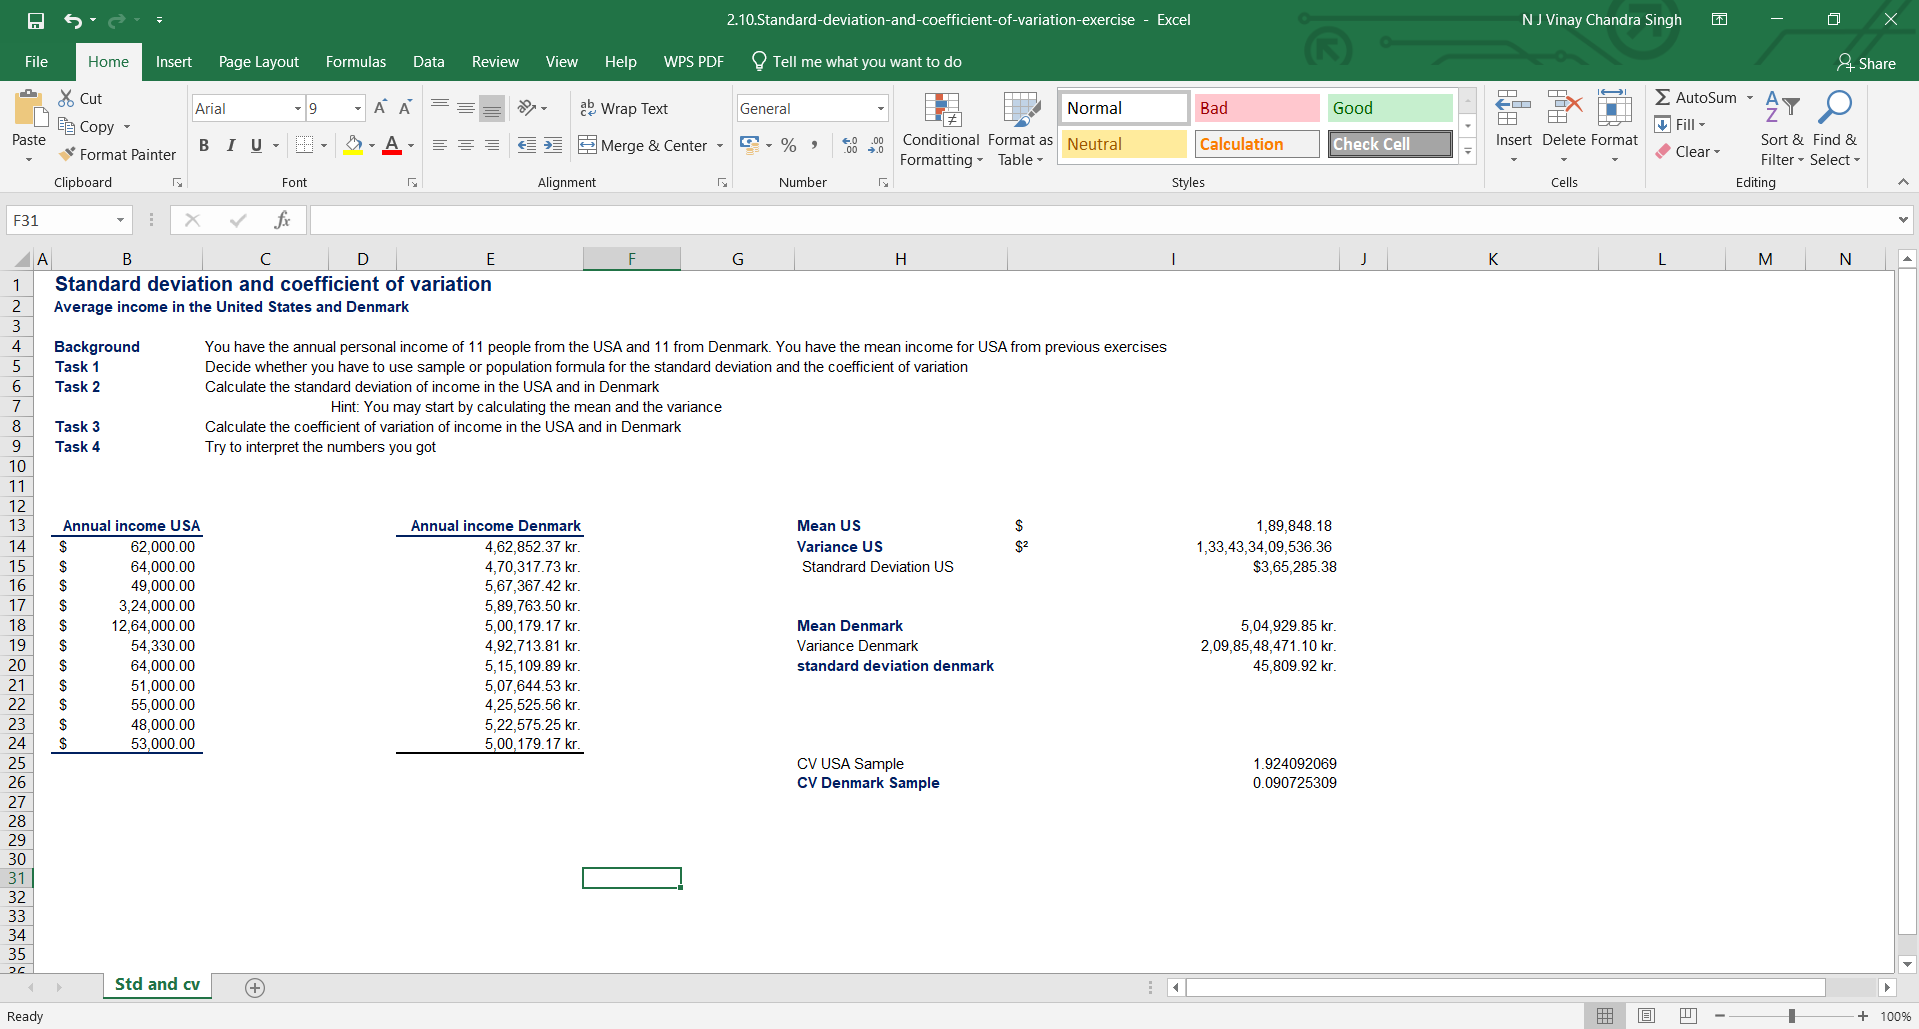 2.10.Standard-deviation-and-coefficient-of-variation-exercise - Excel
N J Vinay Chandra Singh
File Home Insert Page Layout Formulas Data Review View Help WPS PDF Tell me what you want to do Share
Paste
Cut
Copy
Format Painter
Clipboard
Arial 9
B I U
Font
Wrap Text
Merge & Center
Alignment
General
Number
Conditional Formatting
Format as Table
Normal Bad Good
Neutral Calculation Check Cell
Styles
Insert Delete Format
Cells
AutoSum
Fill
Clear
Sort & Filter
Find & Select
Editing
F31
fx
A B C D E F G H I J K L M N
1 Standard deviation and coefficient of variation
2 Average income in the United States and Denmark
3
4 Background You have the annual personal income of 11 people from the USA and 11 from Denmark. You have the mean income for USA from previous exercises
5 Task 1 Decide whether you have to use sample or population formula for the standard deviation and the coefficient of variation
6 Task 2 Calculate the standard deviation of income in the USA and in Denmark
7 Hint: You may start by calculating the mean and the variance
8 Task 3 Calculate the coefficient of variation of income in the USA and in Denmark
9 Task 4 Try to interpret the numbers you got
10
11
12
13 Annual income USA Annual income Denmark Mean US $ 1,89,848.18
14 $ 62,000.00 4,62,852.37 kr. Variance US $² 1,33,43,34,09,536.36
15 $ 64,000.00 4,70,317.73 kr. Standrard Deviation US $3,65,285.38
16 $ 49,000.00 5,67,367.42 kr.
17 $ 3,24,000.00 5,89,763.50 kr.
18 $ 12,64,000.00 5,00,179.17 kr. Mean Denmark 5,04,929.85 kr.
19 $ 54,330.00 4,92,713.81 kr. Variance Denmark 2,09,85,48,471.10 kr.
20 $ 64,000.00 5,15,109.89 kr. standard deviation denmark 45,809.92 kr.
21 $ 51,000.00 5,07,644.53 kr.
22 $ 55,000.00 4,25,525.56 kr.
23 $ 48,000.00 5,22,575.25 kr.
24 $ 53,000.00 5,00,179.17 kr.
25 CV USA Sample 1.924092069
26 CV Denmark Sample 0.090725309
27
28
29
30
31
32
33
34
35
36
Std and cv
Ready
100%